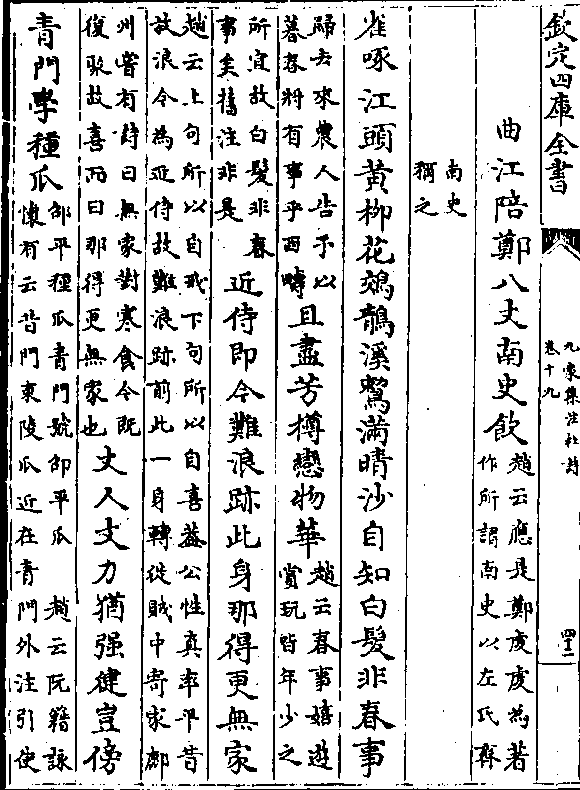 欽定四庫全書
九家集注杜詩
卷十九
四十二
曲江陪鄭八丈南史飲
趙云應是鄭虔虔為著
作所謂南史以左氏齊
南史
稱之
雀啄江頭黃柳花鵁鶄溪鷘滿晴沙自知白髮非春事
歸去來農人告予以
暮春將有事乎西疇
且盡芳樽戀物華
趙云春事嬉遊
賞玩皆年少之
所宜故白髮非春
事矣舊注非是
近侍即今難浪跡此身那得更無家
趙云上句所以自戒下句所以自喜蓋公性真率平昔
放浪今為近侍故難浪跡前此一身轉從賊中寄家鄜
州嘗有詩曰無家對寒食今既
復聚故喜而曰那得更無家也
丈人丈力猶强健豈傍
青門學種瓜
邵平種瓜青門號邵平瓜 趙云阮籍詠
懷有云昔門東陵瓜近在青門外注引使